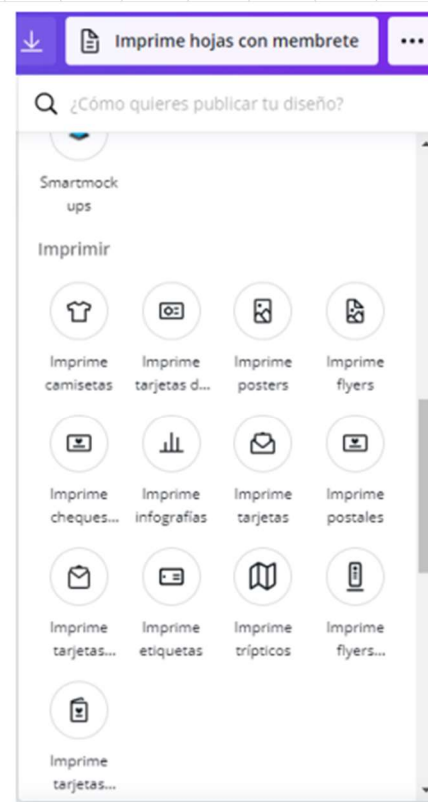 Imprime hojas con membrete
¿Cómo quieres publicar tu diseño?
Smartmock
ups
Imprimir
Imprime Imprime Imprime Imprime
camisetas tarjetas d... posters flyers
Imprime Imprime Imprime Imprime
cheques... infografías tarjetas postales
Imprime Imprime Imprime Imprime
tarjetas... etiquetas trípticos flyers...
Imprime
tarjetas...